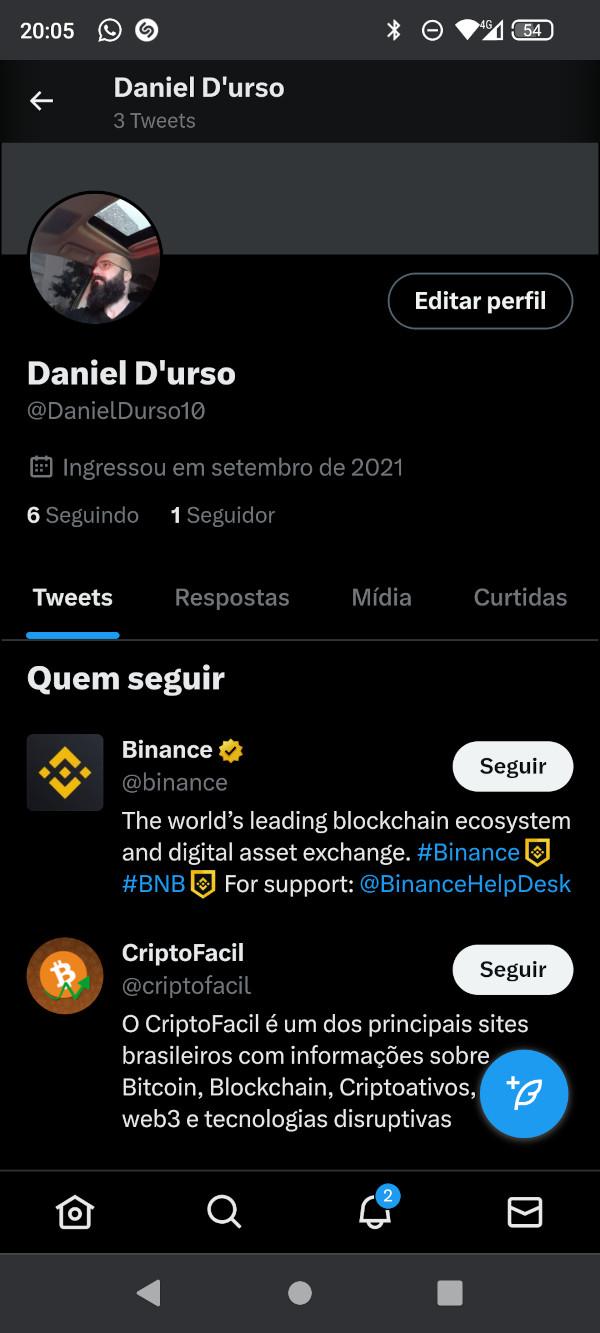 20:05
4G
54
Daniel D'urso
3 Tweets
Editar perfil
Daniel D'urso
@DanielDurso10
Ingressou em setembro de 2021
6 Seguindo 1 Seguidor
Tweets Respostas Mídia Curtidas
Quem seguir
Binance
@binance
Seguir
The world’s leading blockchain ecosystem
and digital asset exchange. #Binance
#BNB For support: @BinanceHelpDesk
CriptoFacil
@criptofacil
Seguir
O CriptoFacil é um dos principais sites
brasileiros com informações sobre
Bitcoin, Blockchain, Criptoativos,
web3 e tecnologias disruptivas
2